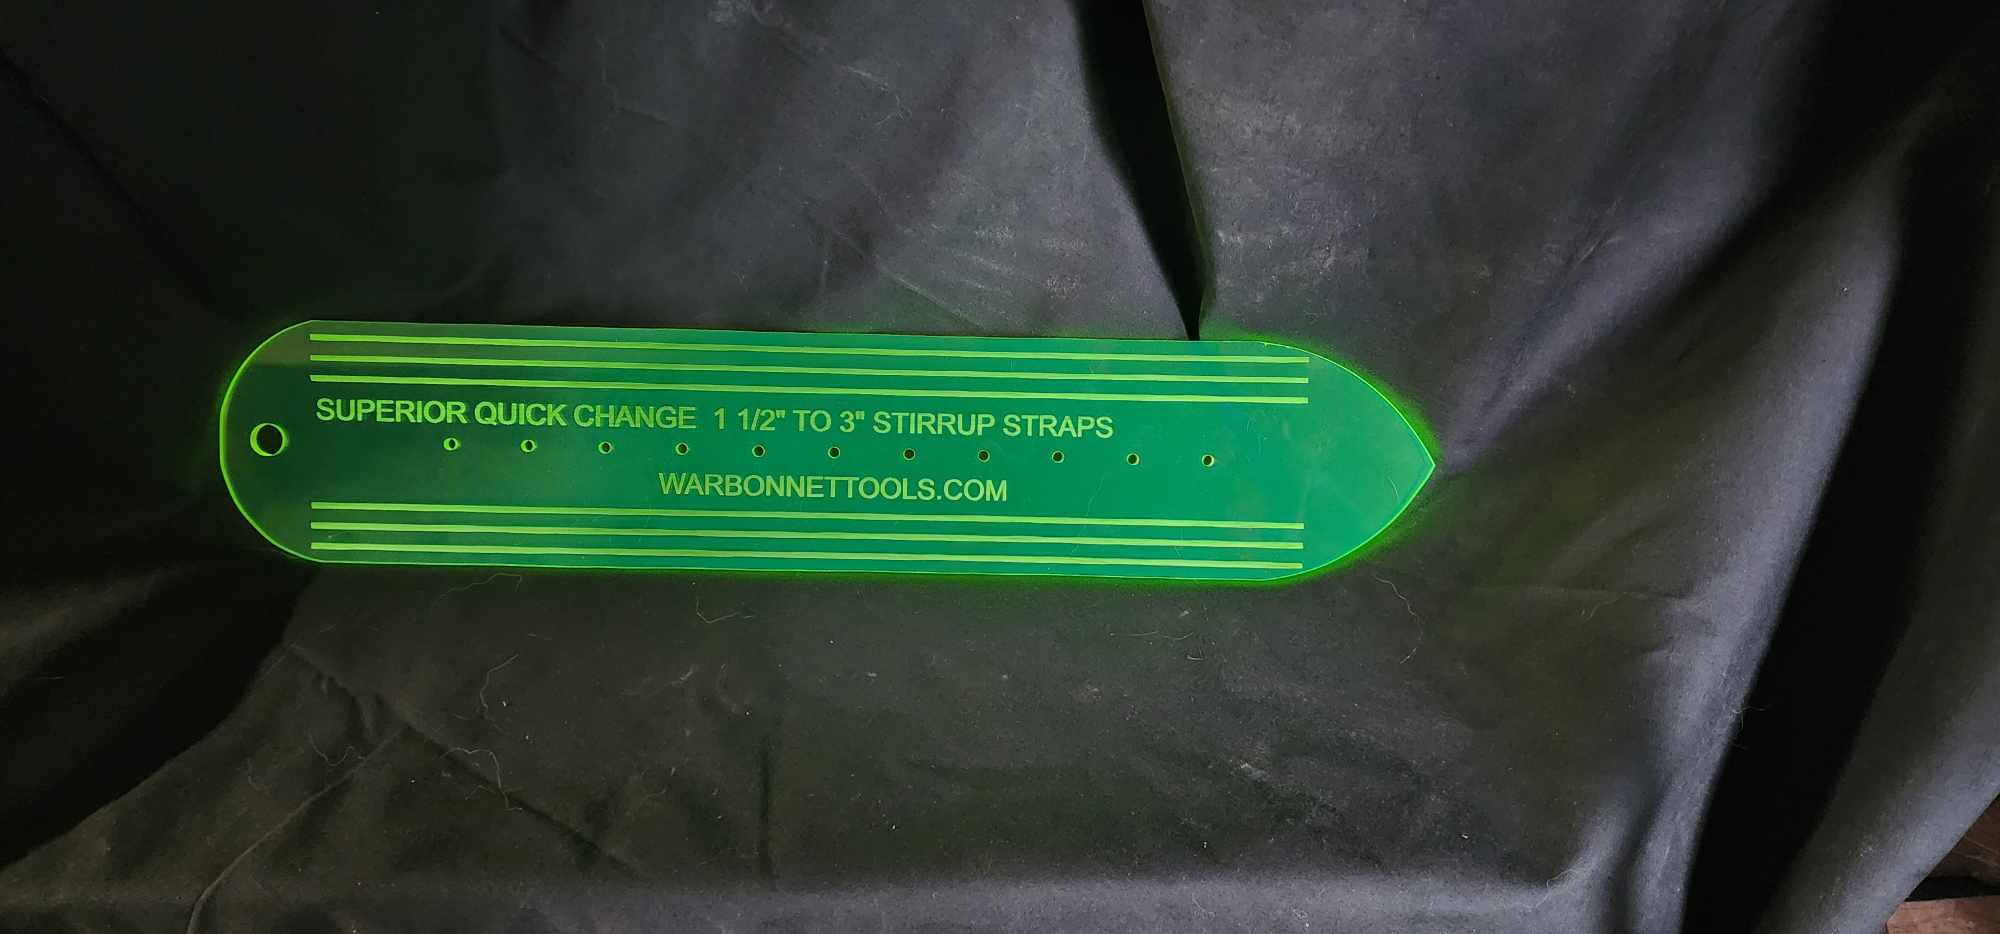 SUPERIOR QUICK CHANGE 1 1/2" TO 3" STIRRUP STRAPS
WARBONNETTOOLS.COM